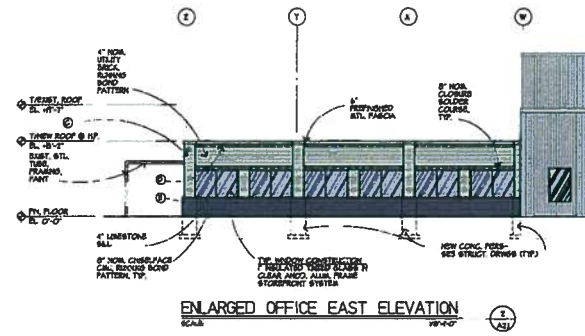 Z Y A W
4" NOM.
UTILITY
BRICK,
RUNNING
BOND
PATTERN
T/EXIST. ROOF
T/NEW ROOF @ H.P.
EXIST. STL.
TUBE,
FRAMING,
PAINT
FIN. FLOOR
EL. 0'-0"
6"
PREFINISHED
MTL. FASCIA
8" NOM.
CLOSURE
SOLDIER
COURSE,
TYP.
4" LIMESTONE
SILL
8" NOM.
RUNNING BOND
PATTERN, TYP.
TYP. WINDOW CONSTRUCTION
1" INSULATED TINTED GLASS IN
CLEAR ANOD. ALUM. FRAME
STOREFRONT SYSTEM
NEW CONC. PIERS-
SEE STRUCT. DRWGS (TYP.)
ENLARGED OFFICE EAST ELEVATION
SCALE